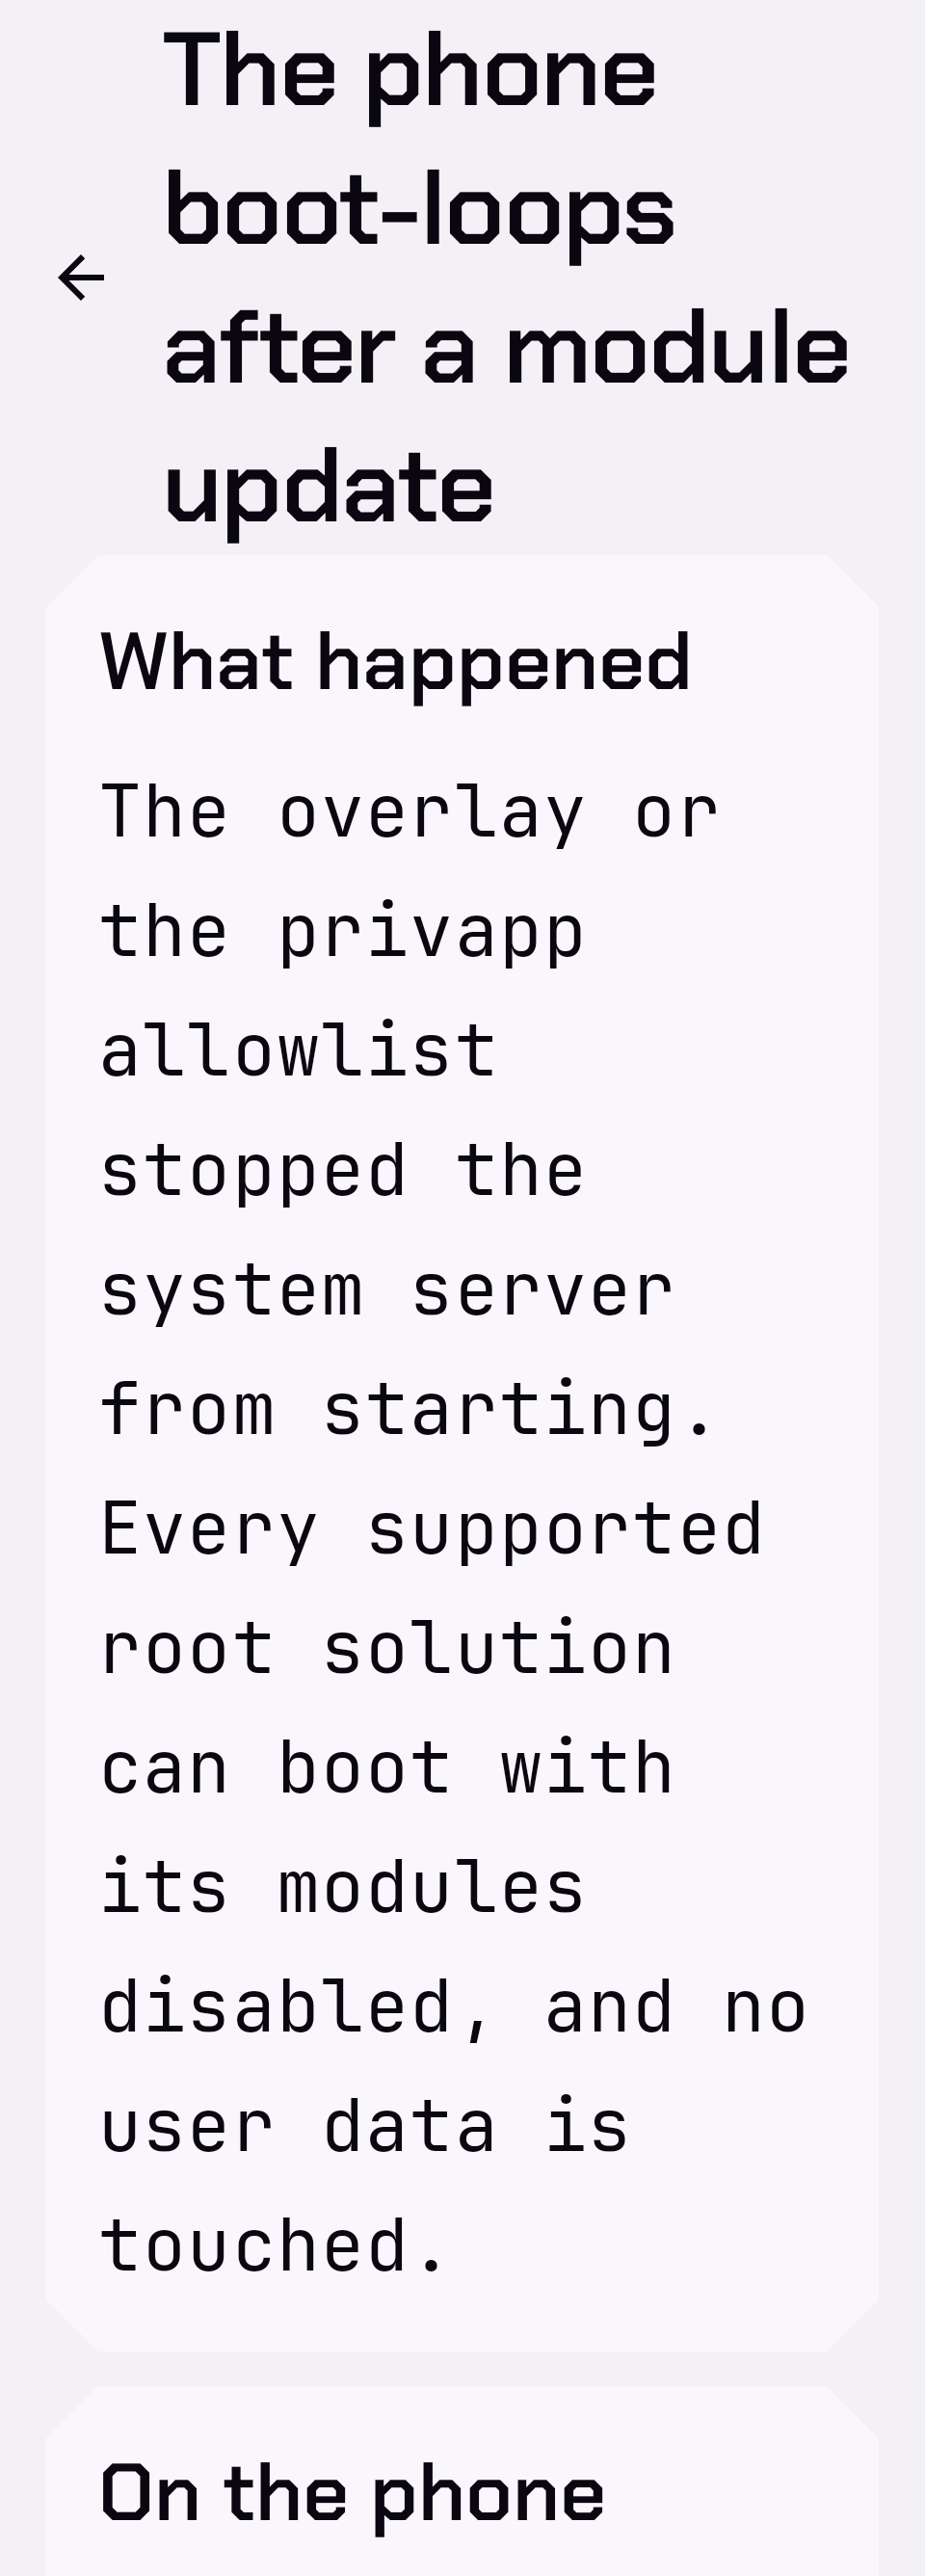 The phone
boot-loops
after a module
update
What happened
The overlay or
the privapp
allowlist
stopped the
system server
from starting.
Every supported
root solution
can boot with
its modules
disabled, and no
user data is
touched.
On the phone